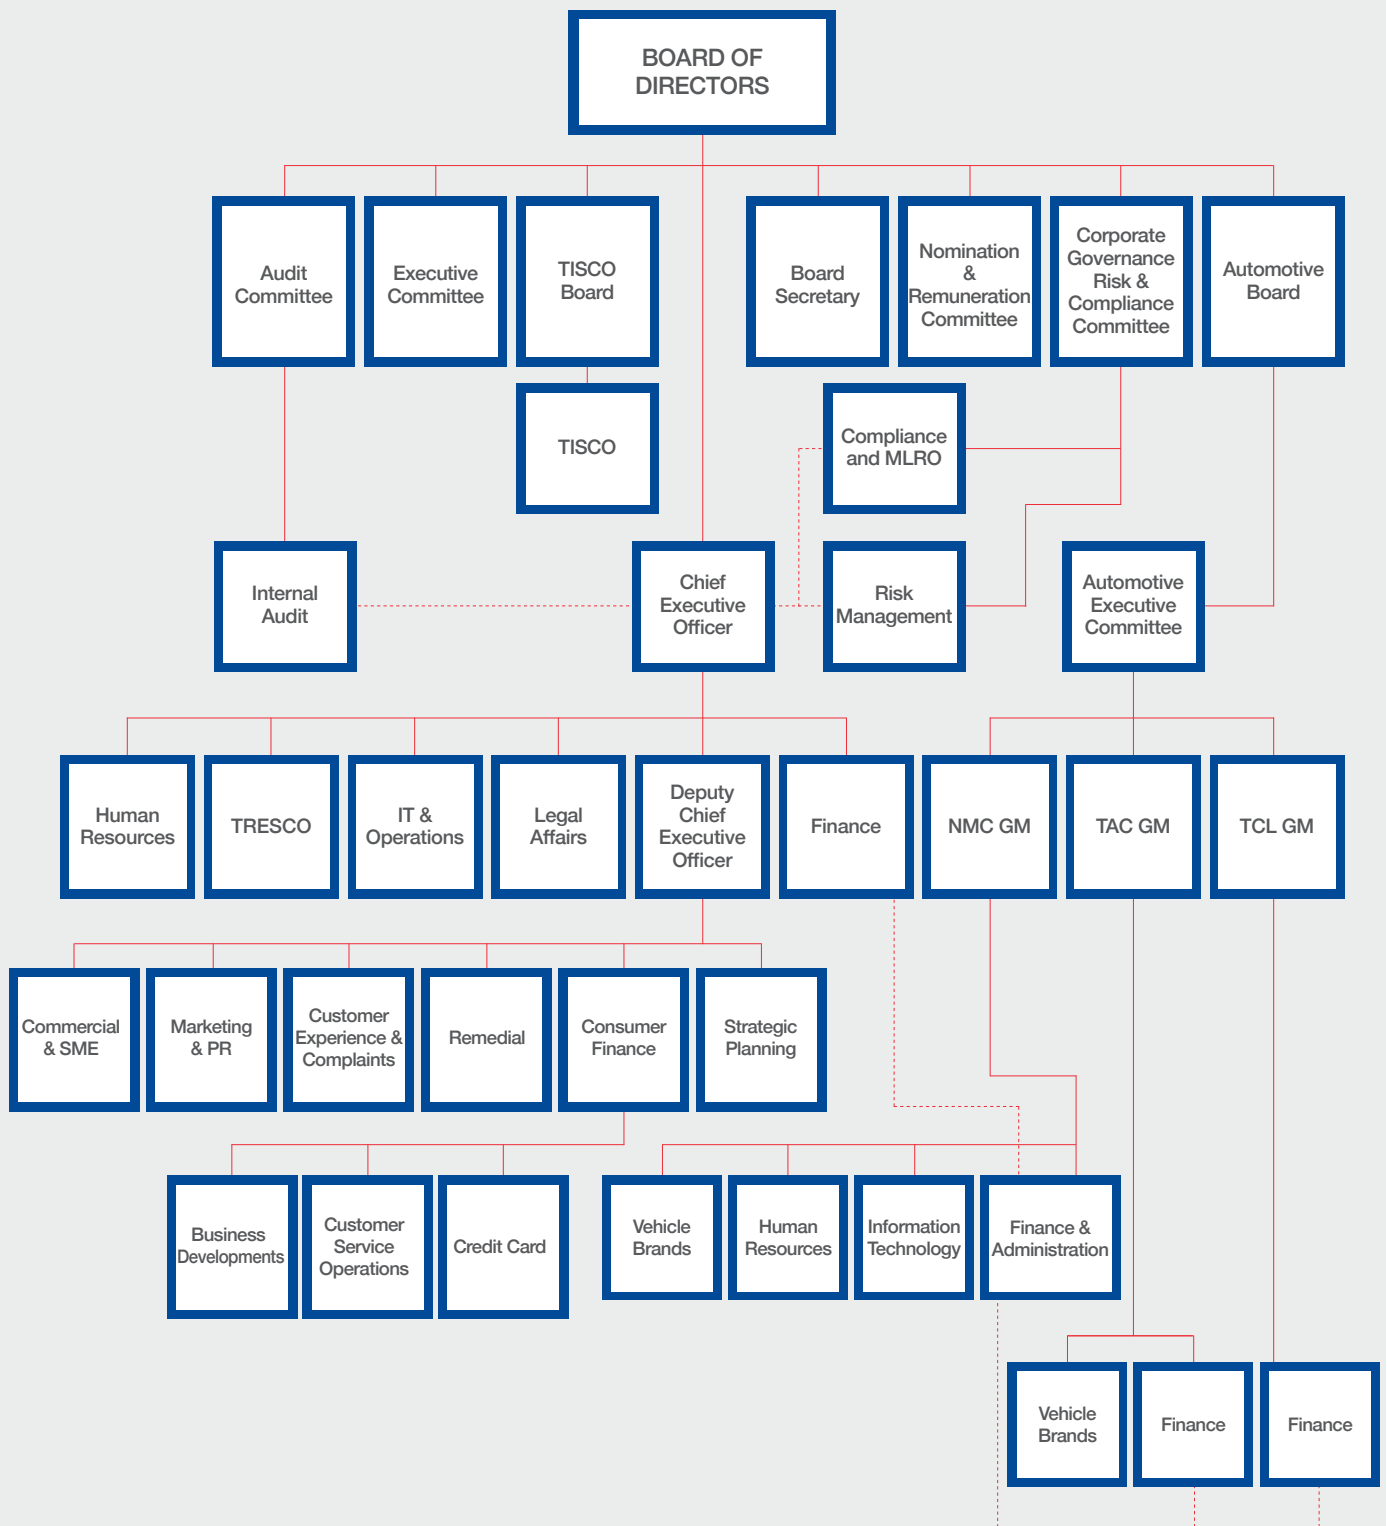 BOARD OF
DIRECTORS
Audit
Committee
Executive
Committee
TISCO
Board
Board
Secretary
Nomination
&
Remuneration
Committee
Corporate
Governance
Risk &
Compliance
Committee
Automotive
Board
TISCO
Compliance
and MLRO
Internal
Audit
Chief
Executive
Officer
Risk
Management
Automotive
Executive
Committee
Human
Resources
TRESCO
IT &
Operations
Legal
Affairs
Deputy
Chief
Executive
Officer
Finance
NMC GM
TAC GM
TCL GM
Commercial
& SME
Marketing
& PR
Customer
Experience &
Complaints
Remedial
Consumer
Finance
Strategic
Planning
Business
Developments
Customer
Service
Operations
Credit Card
Vehicle
Brands
Human
Resources
Information
Technology
Finance &
Administration
Vehicle
Brands
Finance
Finance